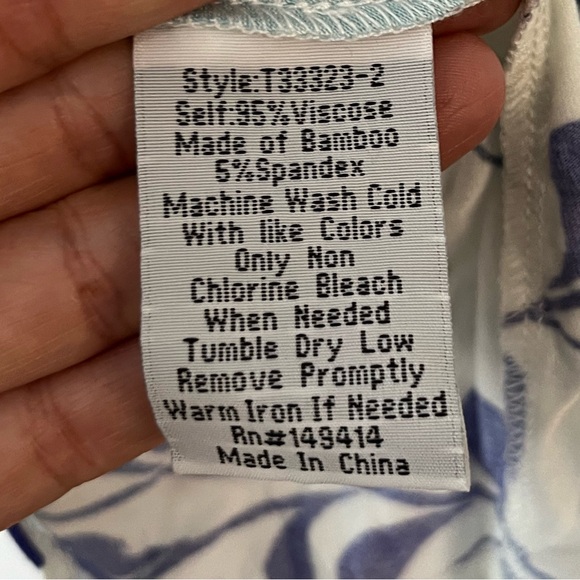 Style:T33323-2
Self:95%Viscose
Made of Bamboo
5%Spandex
Machine Wash Cold
With like Colors
Only Non
Chlorine Bleach
When Needed
Tumble Dry Low
Remove Promptly
Warm Iron If Needed
Rn#149414
Made In China